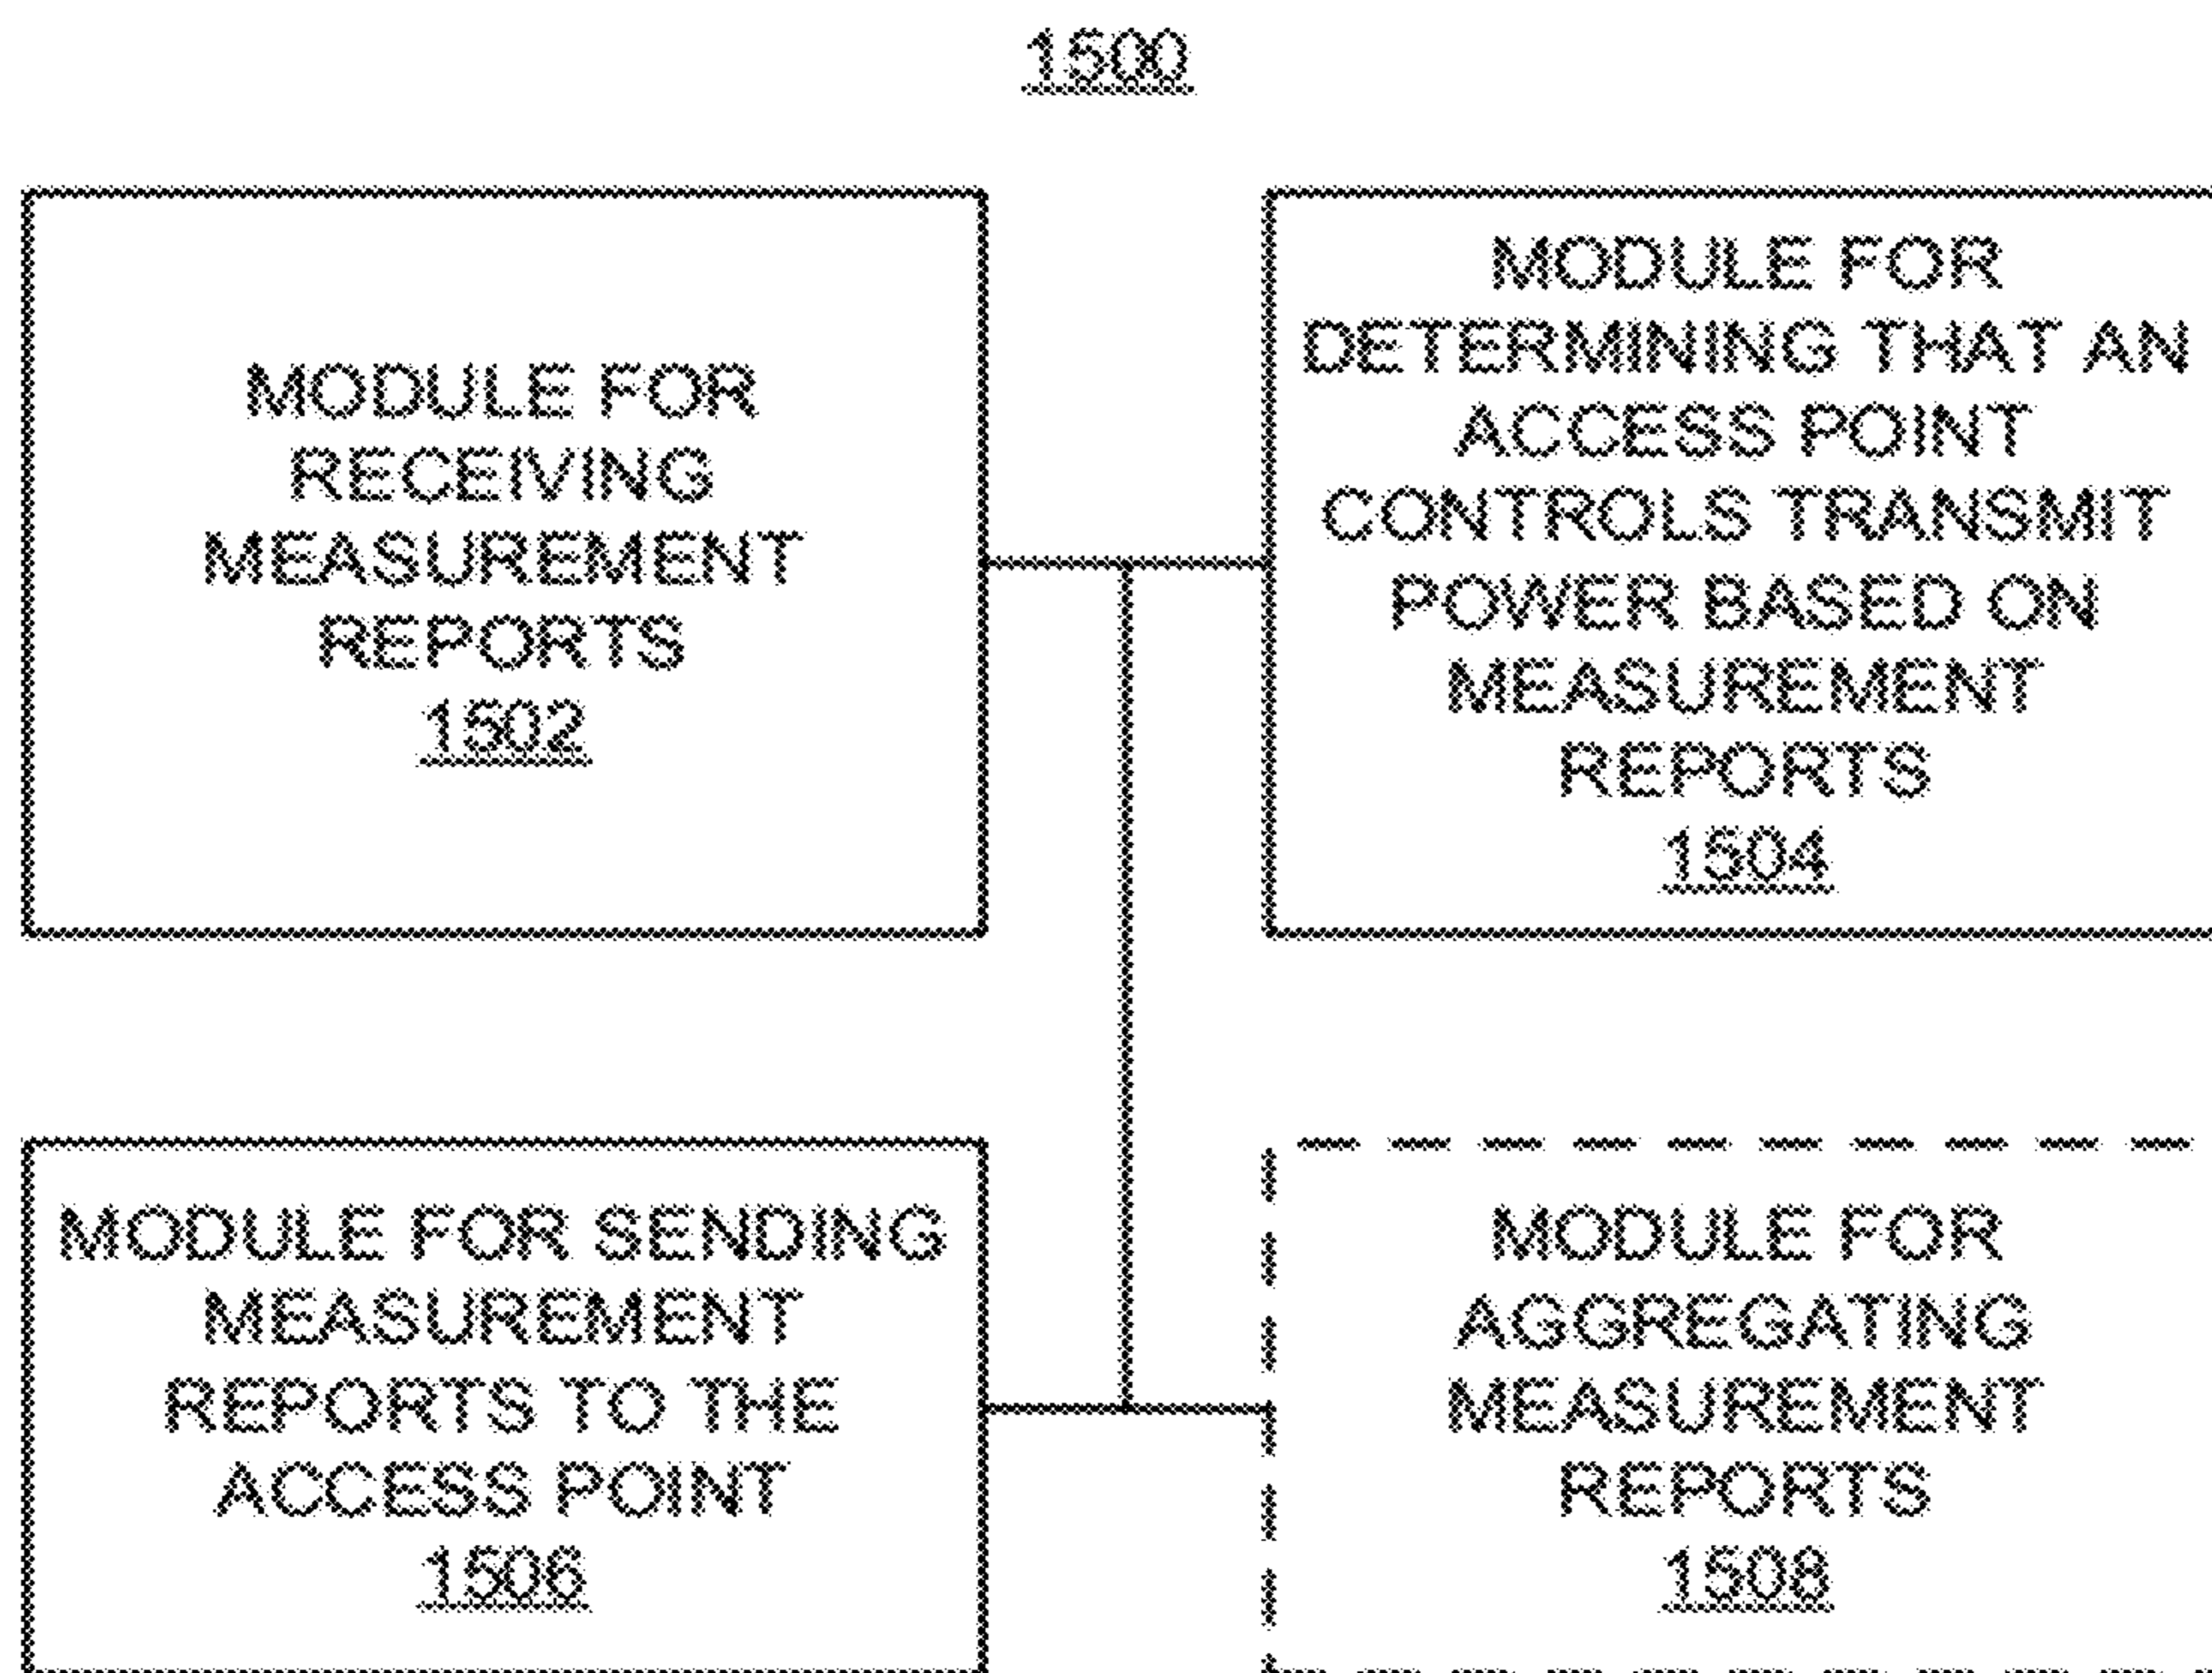 1500
MODULE FOR
RECEIVING
MEASUREMENT
REPORTS
1502
MODULE FOR
DETERMINING THAT AN
ACCESS POINT
CONTROLS TRANSMIT
POWER BASED ON
MEASUREMENT
REPORTS
1504
MODULE FOR SENDING
MEASUREMENT
REPORTS TO THE
ACCESS POINT
1506
MODULE FOR
AGGREGATING
MEASUREMENT
REPORTS
1508